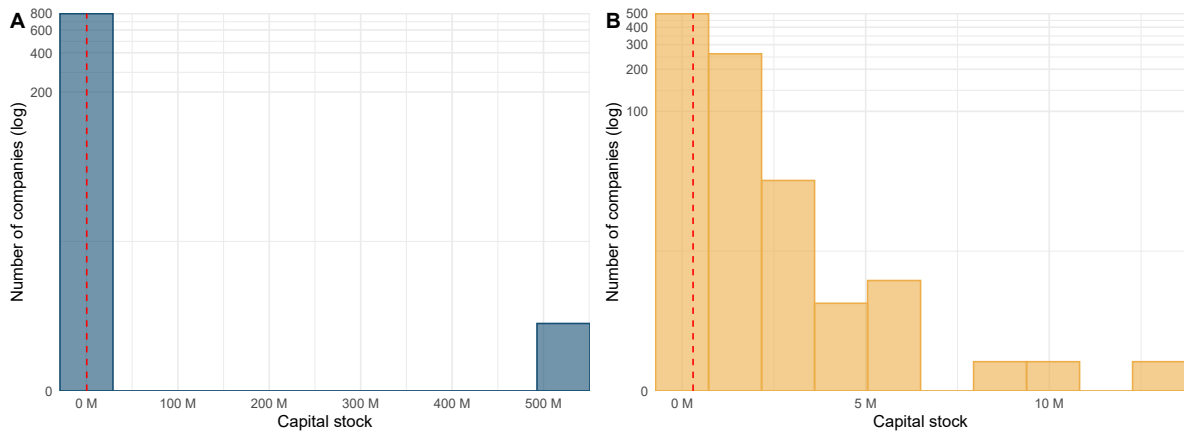 A
Number of companies (log)
800
600
400
200
0
0 M 100 M 200 M 300 M 400 M 500 M
Capital stock
B
Number of companies (log)
500
400
300
200
100
0
0 M 5 M 10 M
Capital stock